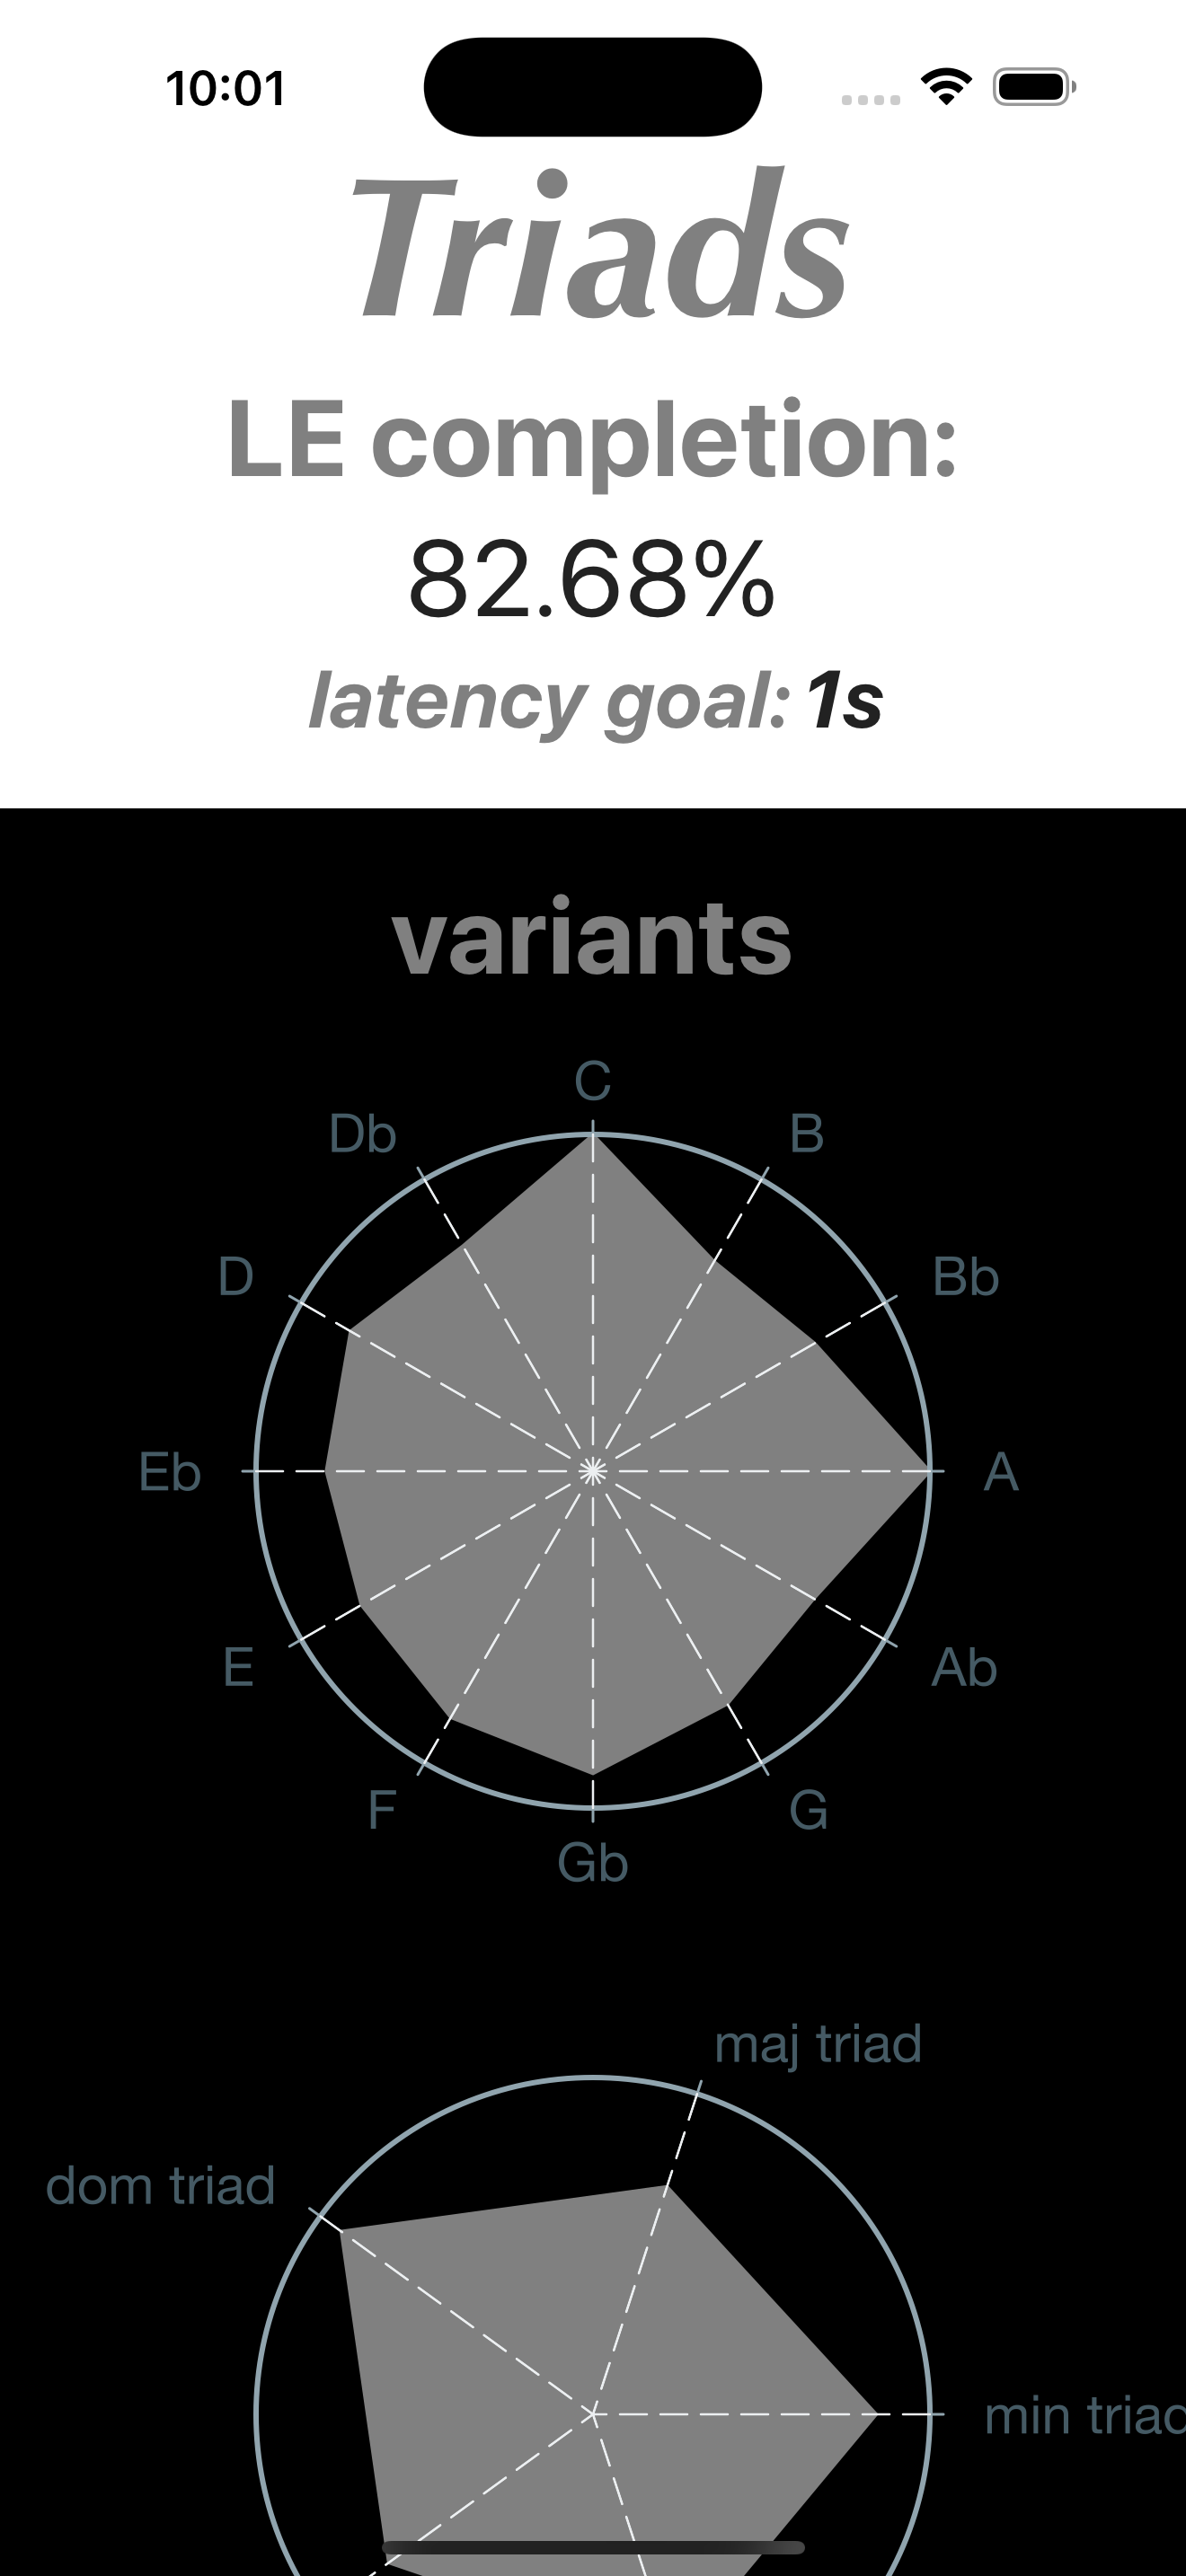 10:01
Triads
LE completion:
82.68%
latency goal: 1s
variants
C
Db
B
D
Bb
Eb
A
E
Ab
F
G
Gb
maj triad
dom triad
min triad